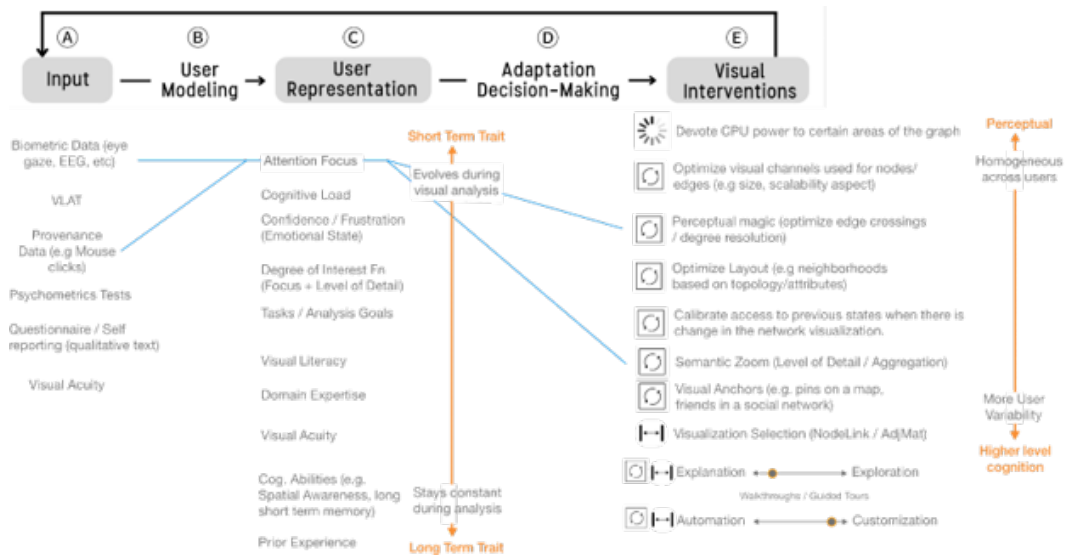 A
B
C
D
E
Input
User
Modeling
User
Representation
Adaptation
Decision-Making
Visual
Interventions
Biometric Data (eye
gaze, EEG, etc)
VLAT
Provenance
Data (e.g Mouse
clicks)
Psychometrics Tests
Questionnaire / Self
reporting (qualitative text)
Visual Acuity
Attention Focus
Cognitive Load
Confidence / Frustration
(Emotional State)
Degree of Interest Fn
(Focus + Level of Detail)
Tasks / Analysis Goals
Visual Literacy
Domain Expertise
Visual Acuity
Cog. Abilities (e.g.
Spatial Awareness, long
short term memory)
Prior Experience
Short Term Trait
Evolves during
visual analysis
Stays constant
during analysis
Long Term Trait
Devote CPU power to certain areas of the graph
Optimize visual channels used for nodes/
edges (e.g size, scalability aspect)
Perceptual magic (optimize edge crossings
/ degree resolution)
Optimize Layout (e.g neighborhoods
based on topology/attributes)
Calibrate access to previous states when there is
change in the network visualization.
Semantic Zoom (Level of Detail / Aggregation)
Visual Anchors (e.g. pins on a map,
friends in a social network)
Visualization Selection (NodeLink / AdjMat)
Explanation Exploration
Walkthroughs / Guided Tours
Automation Customization
Perceptual
Homogeneous
across users
More User
Variability
Higher level
cognition